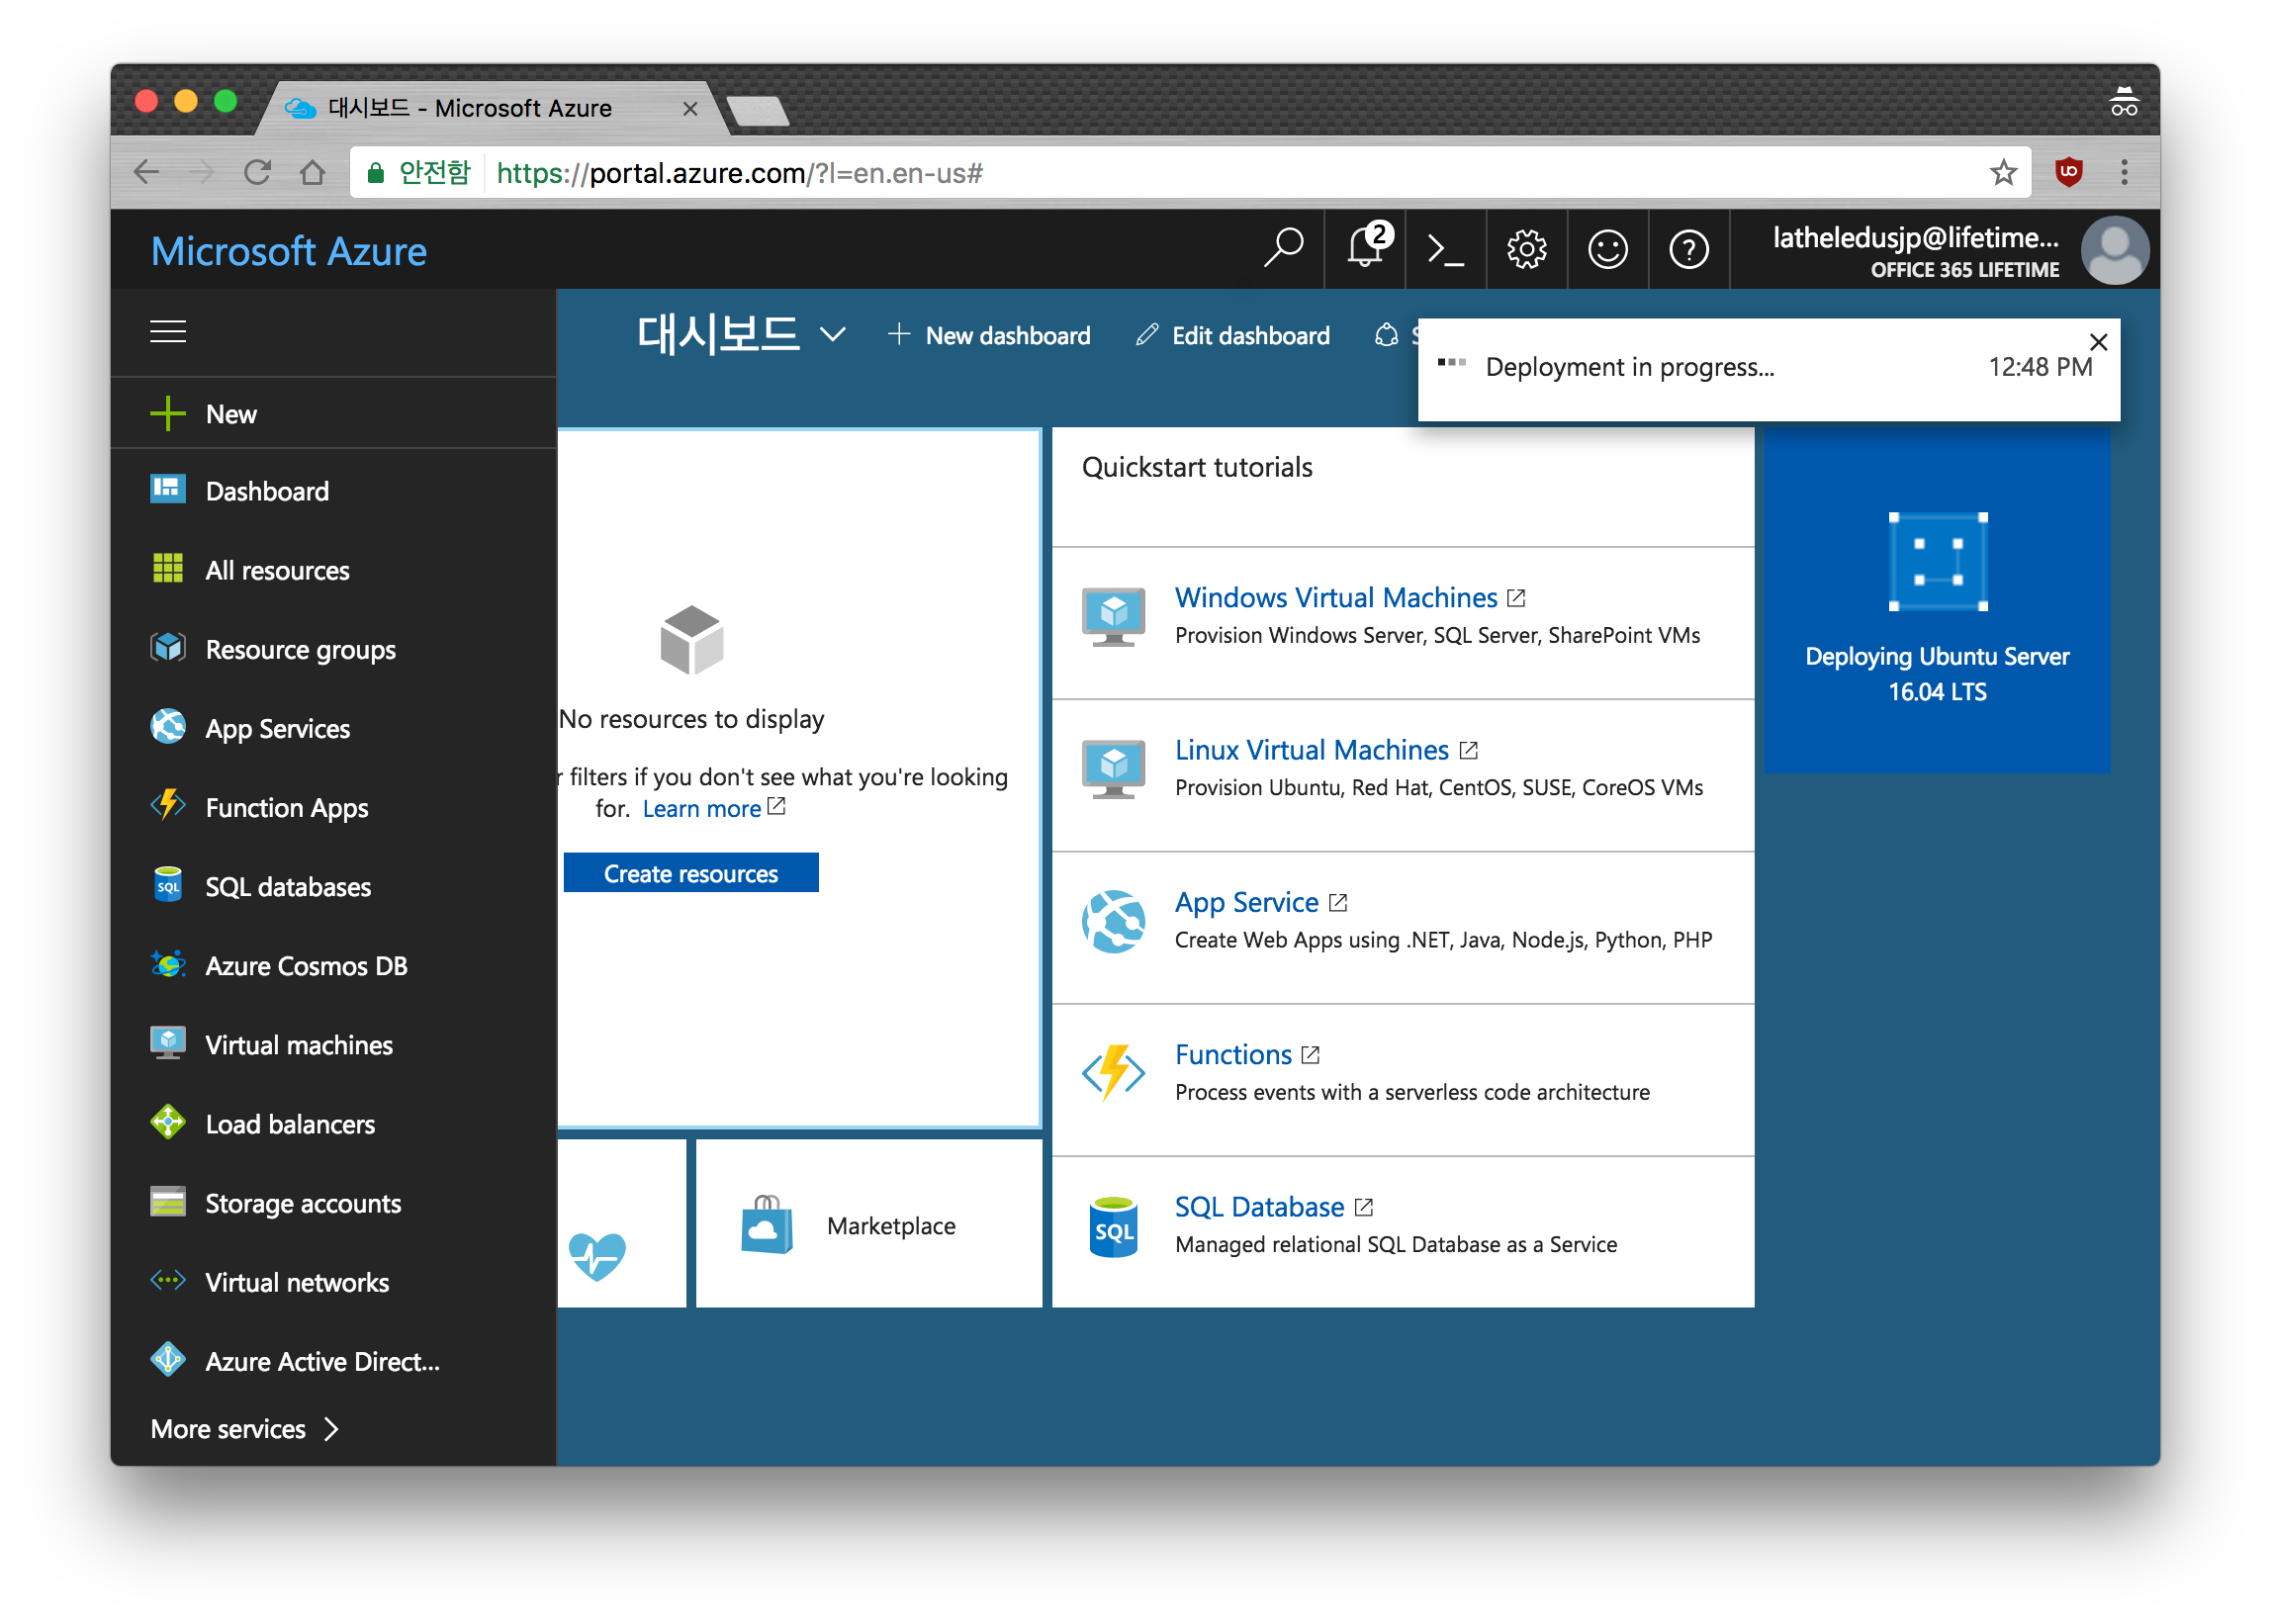 대시보드 - Microsoft Azure
안전함
https://portal.azure.com/?l=en.en-us#
Microsoft Azure
2
latheledusjp@lifetime...
OFFICE 365 LIFETIME
대시보드
New dashboard
Edit dashboard
S
Deployment in progress...
12:48 PM
New
Dashboard
All resources
Resource groups
App Services
Function Apps
SQL databases
Azure Cosmos DB
Virtual machines
Load balancers
Storage accounts
Virtual networks
Azure Active Direct...
More services
No resources to display
r filters if you don't see what you're looking
for. Learn more
Create resources
Marketplace
Quickstart tutorials
Windows Virtual Machines
Provision Windows Server, SQL Server, SharePoint VMs
Linux Virtual Machines
Provision Ubuntu, Red Hat, CentOS, SUSE, CoreOS VMs
App Service
Create Web Apps using .NET, Java, Node.js, Python, PHP
Functions
Process events with a serverless code architecture
SQL
SQL Database
Managed relational SQL Database as a Service
Deploying Ubuntu Server
16.04 LTS